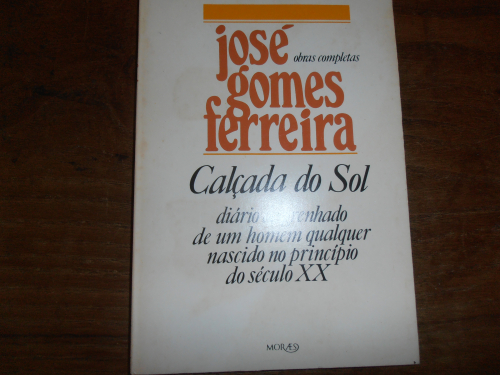 josé
obras completas
gomes
ferreira
Calçada do Sol
diário
de um homem qualquer
nascido no princípio
do século XX
MORÆS